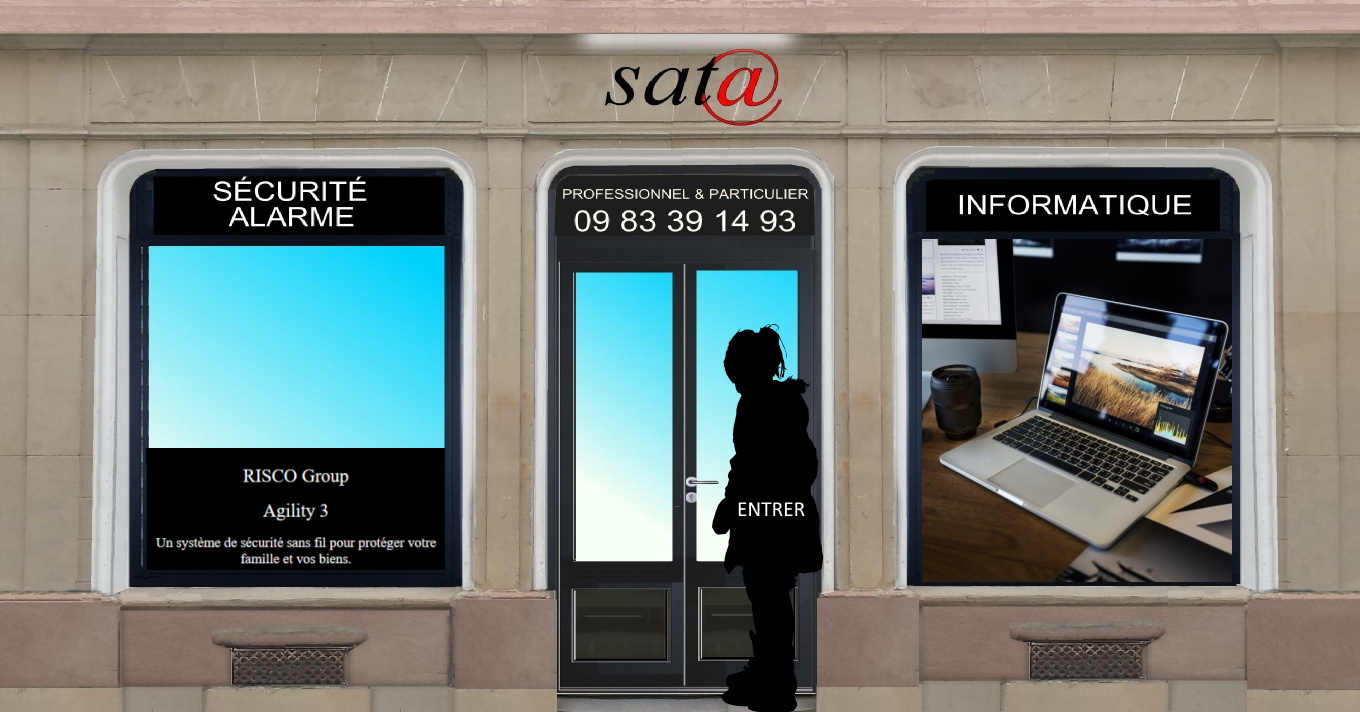 sat@
SÉCURITÉ
ALARME
RISCO Group
Agility 3
Un système de sécurité sans fil pour protéger votre
famille et vos biens.
PROFESSIONNEL & PARTICULIER
09 83 39 14 93
ENTRER
INFORMATIQUE